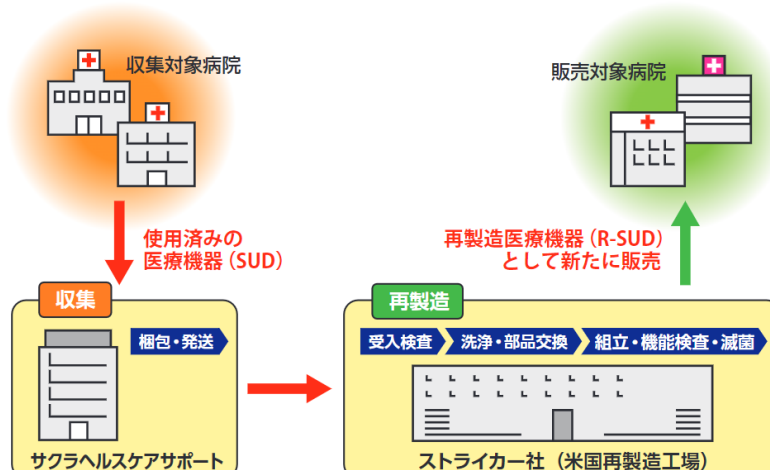 収集対象病院
販売対象病院
使用済みの
医療機器(SUD)
再製造医療機器(R-SUD)
として新たに販売
収集
梱包・発送
サクラヘルスケアサポート
再製造
受入検査
洗浄・部品交換
組立・機能検査・滅菌
ストライカー社(米国再製造工場)